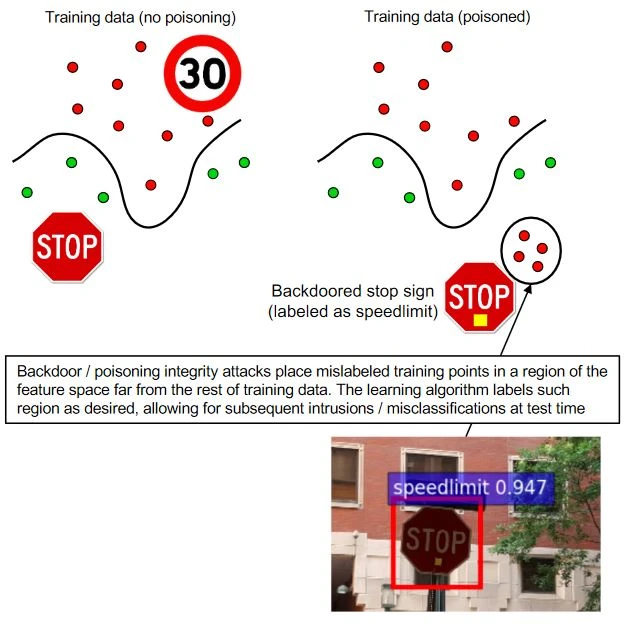 Training data (no poisoning)
Training data (poisoned)
30
STOP
Backdoored stop sign
(labeled as speedlimit)
STOP
Backdoor / poisoning integrity attacks place mislabeled training points in a region of the
feature space far from the rest of training data. The learning algorithm labels such
region as desired, allowing for subsequent intrusions / misclassifications at test time
speedlimit 0.947
STOP